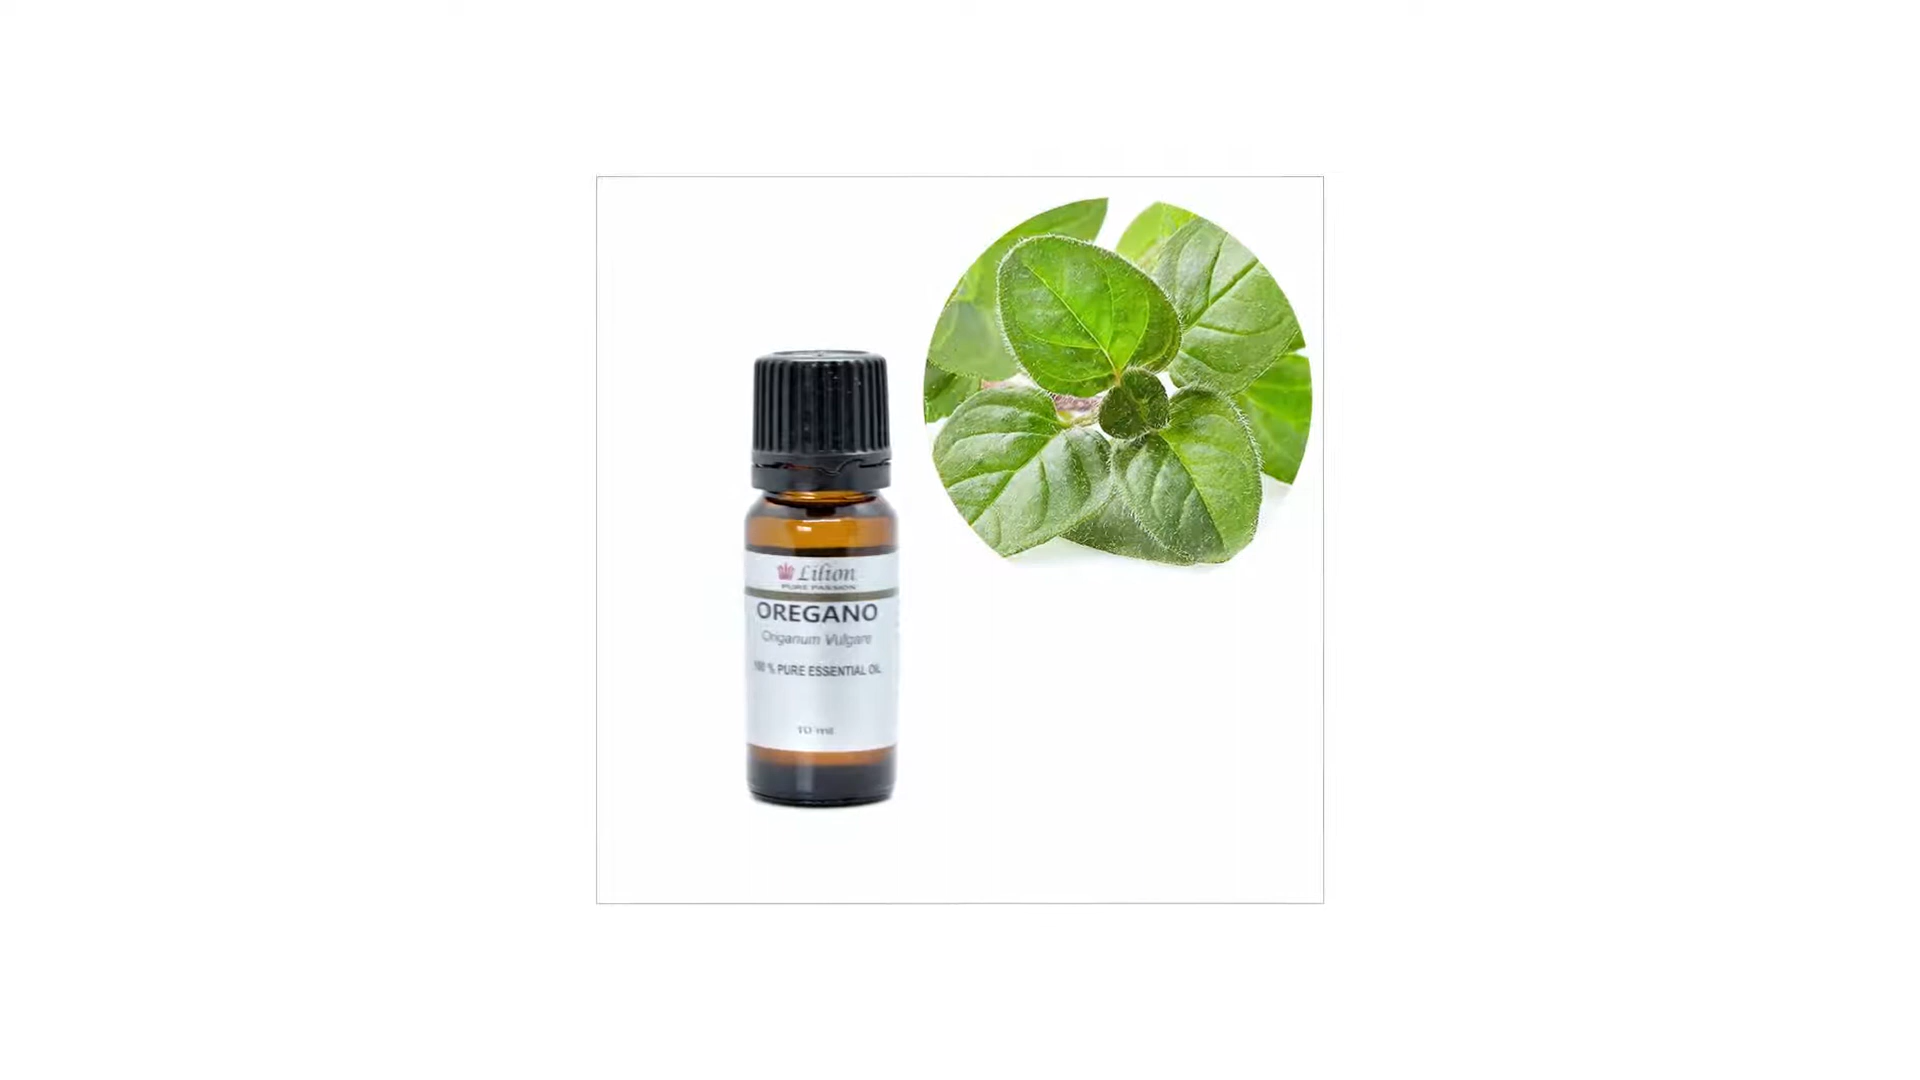 Lilion
PURE PASSION
OREGANO
Origanum Vulgare
100 % PURE ESSENTIAL OIL
10 ml